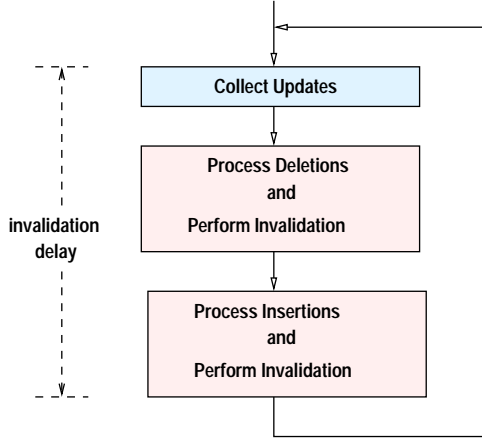 Collect Updates
Process Deletions
and
Perform Invalidation
invalidation
delay
Process Insertions
and
Perform Invalidation